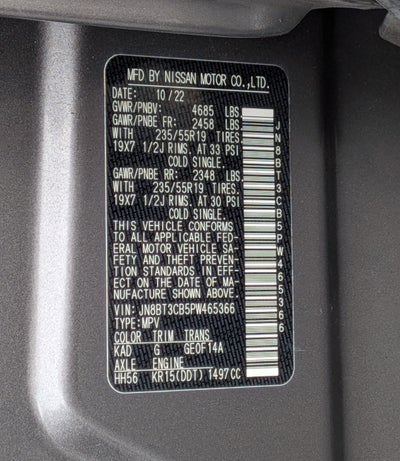 MFD BY NISSAN MOTOR CO.,LTD.
DATE: 10/22
GVWR/PNBV: 4685 LBS
GAWR/PNBE FR: 2458 LBS.
WITH 235/55R19 TIRES.
19X7 1/2J RIMS. AT 33 PSI
COLD SINGLE.
GAWR/PNBE RR: 2348 LBS.
WITH 235/55R19 TIRES.
19X7 1/2J RIMS. AT 30 PSI
COLD SINGLE.
THIS VEHICLE CONFORMS
TO ALL APPLICABLE FED-
ERAL MOTOR VEHICLE SA-
FETY AND THEFT PREVEN-
TION STANDARDS IN EFF-
ECT ON THE DATE OF MA-
NUFACTURE SHOWN ABOVE.
VIN: JN8BT3CB5PW465366
TYPE: MPV
COLOR TRIM TRANS
KAD G GE0F14A
AXLE ENGINE
HH56 KR15(DDT) 1497CC
JN8BT3CB5PW465366